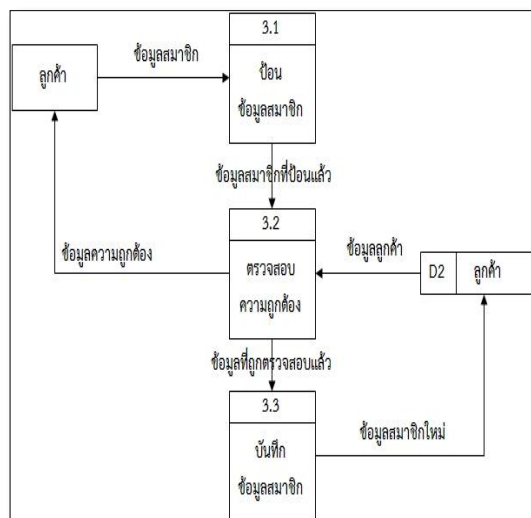 3.1
ข้อมูลสมาชิก
ลูกค้า
ป้อน
ข้อมูลสมาชิก
ข้อมูลสมาชิกที่ป้อนแล้ว
3.2
ข้อมูลความถูกต้อง
ตรวจสอบ
ความถูกต้อง
ข้อมูลลูกค้า
D2
ลูกค้า
ข้อมูลที่ถูกตรวจสอบแล้ว
3.3
บันทึก
ข้อมูลสมาชิก
ข้อมูลสมาชิกใหม่